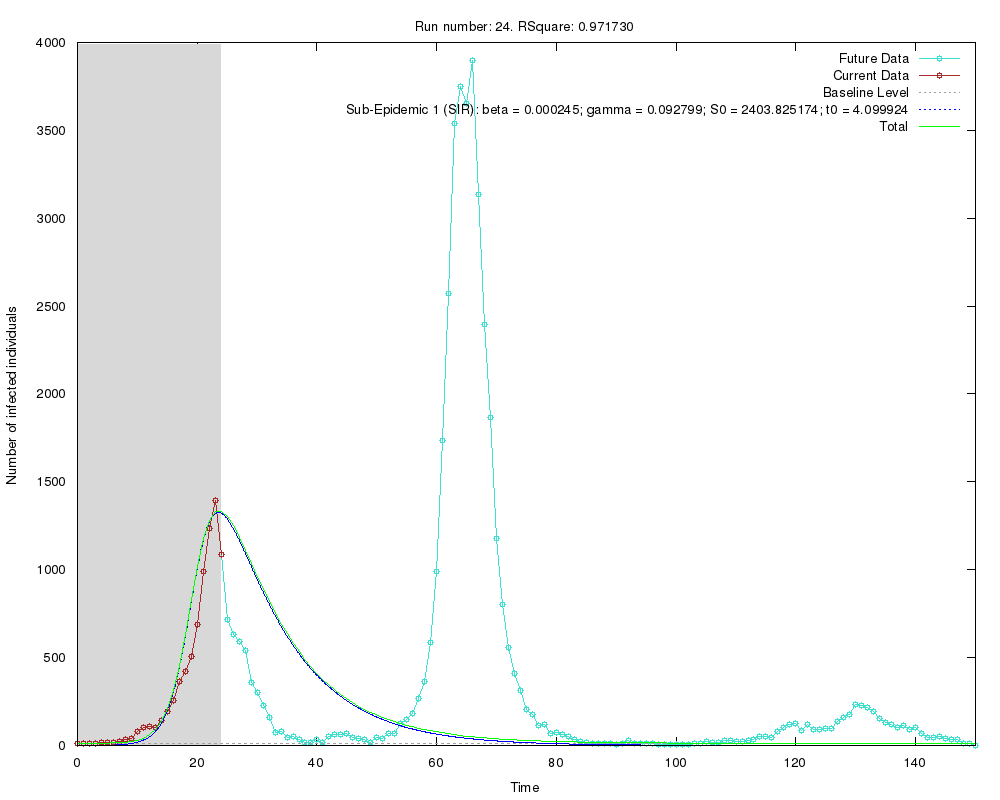 Run number: 24. RSquare: 0.971730
Future Data
Current Data
Baseline Level
Sub-Epidemic 1 (SIR): beta = 0.000245; gamma = 0.092799; S0 = 2403.825174; t0 = 4.099924
Total
4000
3500
3000
2500
2000
1500
1000
500
0
Number of infected individuals
0 20 40 60 80 100 120 140
Time